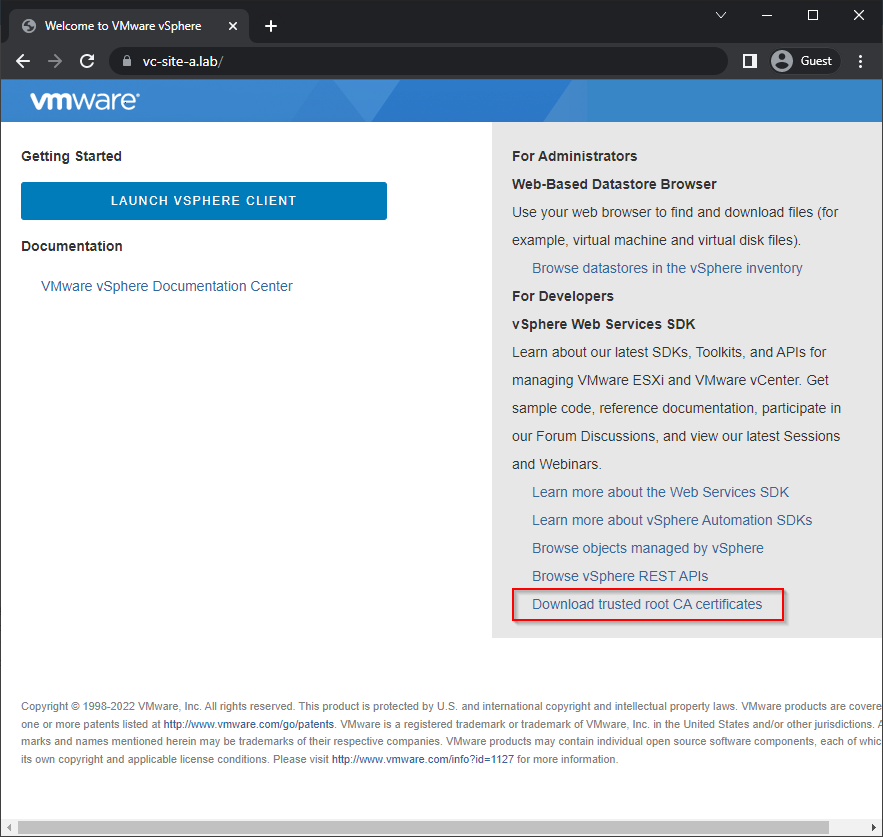 Welcome to VMware vSphere
vc-site-a.lab/
Guest
vmware®
Getting Started
LAUNCH VSPHERE CLIENT
Documentation
VMware vSphere Documentation Center
For Administrators
Web-Based Datastore Browser
Use your web browser to find and download files (for
example, virtual machine and virtual disk files).
Browse datastores in the vSphere inventory
For Developers
vSphere Web Services SDK
Learn about our latest SDKs, Toolkits, and APIs for
managing VMware ESXi and VMware vCenter. Get
sample code, reference documentation, participate in
our Forum Discussions, and view our latest Sessions
and Webinars.
Learn more about the Web Services SDK
Learn more about vSphere Automation SDKs
Browse objects managed by vSphere
Browse vSphere REST APIs
Download trusted root CA certificates
Copyright © 1998-2022 VMware, Inc. All rights reserved. This product is protected by U.S. and international copyright and intellectual property laws. VMware products are covere
one or more patents listed at http://www.vmware.com/go/patents. VMware is a registered trademark or trademark of VMware, Inc. in the United States and/or other jurisdictions. A
marks and names mentioned herein may be trademarks of their respective companies. VMware products may contain individual open source software components, each of whic
its own copyright and applicable license conditions. Please visit http://www.vmware.com/info?id=1127 for more information.